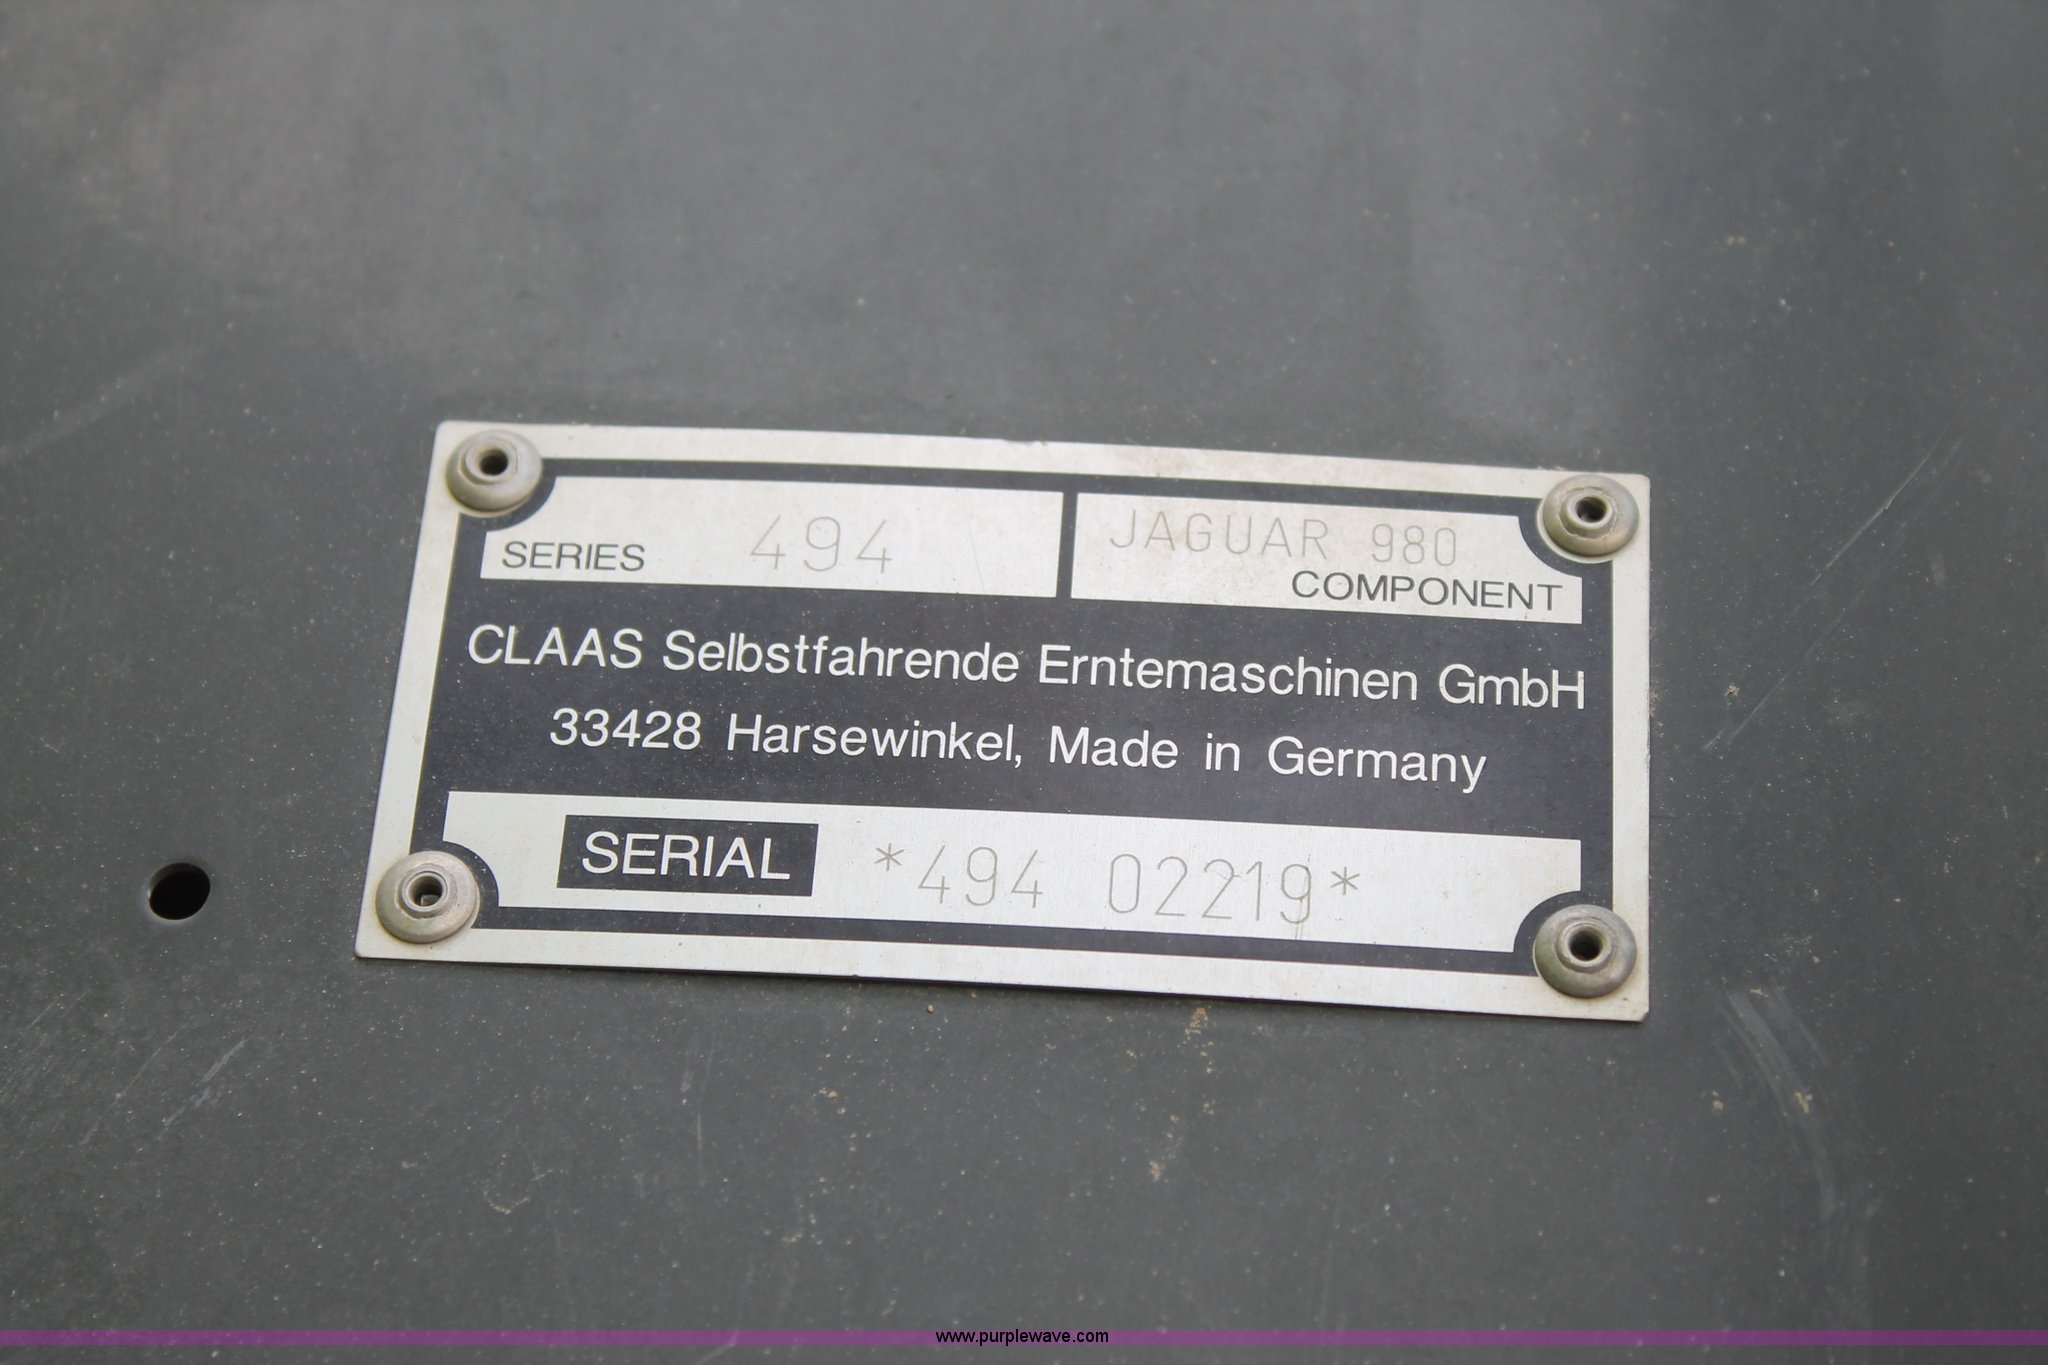 SERIES 494 JAGUAR 980
COMPONENT
CLAAS Selbstfahrende Erntemaschinen GmbH
33428 Harsewinkel, Made in Germany
SERIAL *494 02219*
www.purplewave.com